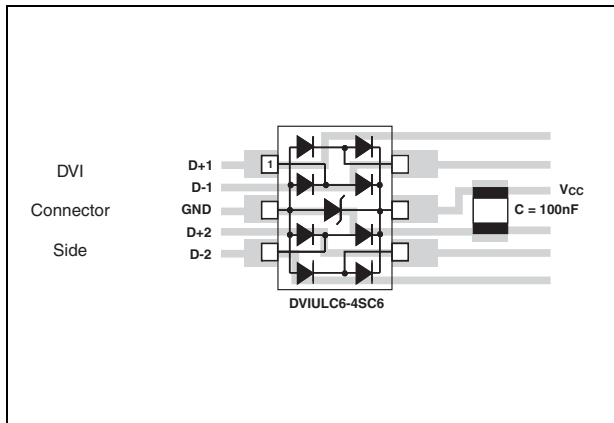 DVI
Connector
Side
D+1
D-1
GND
D+2
D-2
1
VCC
C = 100nF
DVIULC6-4SC6